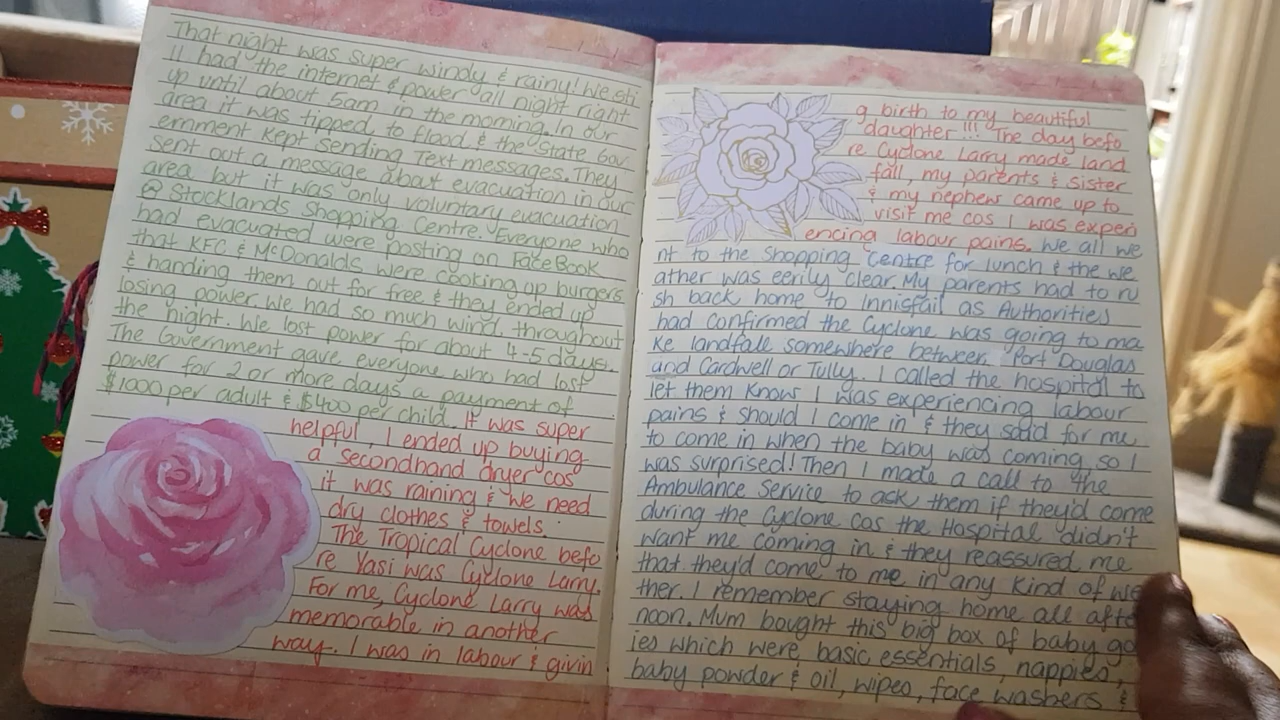 That night was super windy & rainy! We sti
ll had the internet & power all night right
up until about 5am in the morning. In our
area it was tipped to flood & the State Gov
ernment kept sending Text messages. They
sent out a message about evacuation in our
area but it was only voluntary evacuation
@ Stocklands Shopping Centre. Everyone who
had evacuated were posting on FaceBook
that KFC & McDonalds were cooking up burgers
& handing them out for free & they ended up
losing power. We had so much wind throughout
the night. We lost power for about 4-5 days.
The Government gave everyone who had lost
power for 2 or more days a payment of
$1000 per adult & $400 per child. It was super
helpful, I ended up buying
a secondhand dryer cos
it was raining & we need
dry clothes & towels.
The Tropical Cyclone befo
re Yasi was Cyclone Larry.
For me, Cyclone Larry was
memorable in another
way. I was in labour & givin
g birth to my beautiful
daughter!!! The day befo
re Cyclone Larry made land
fall, my parents & sister
& my nephew came up to
visit me cos I was experi
encing labour pains. We all we
nt to the Shopping Centre for lunch & the we
ather was eerily clear. My parents had to ru
sh back home to Innisfail as Authorities
had confirmed the Cyclone was going to ma
ke landfall somewhere between Port Douglas
and Cardwell or Tully. I called the hospital to
let them know I was experiencing labour
pains & should I come in & they said for me
to come in when the baby was coming, so I
was surprised! Then I made a call to the
Ambulance Service to ask them if they'd come
during the Cyclone cos the Hospital didn't
want me coming in & they reassured me
that they'd come to me in any kind of we
ther. I remember staying home all after
noon. Mum bought this big box of baby go
ies which were, basic essentials, nappies,
baby powder & oil, wipes, face washers &